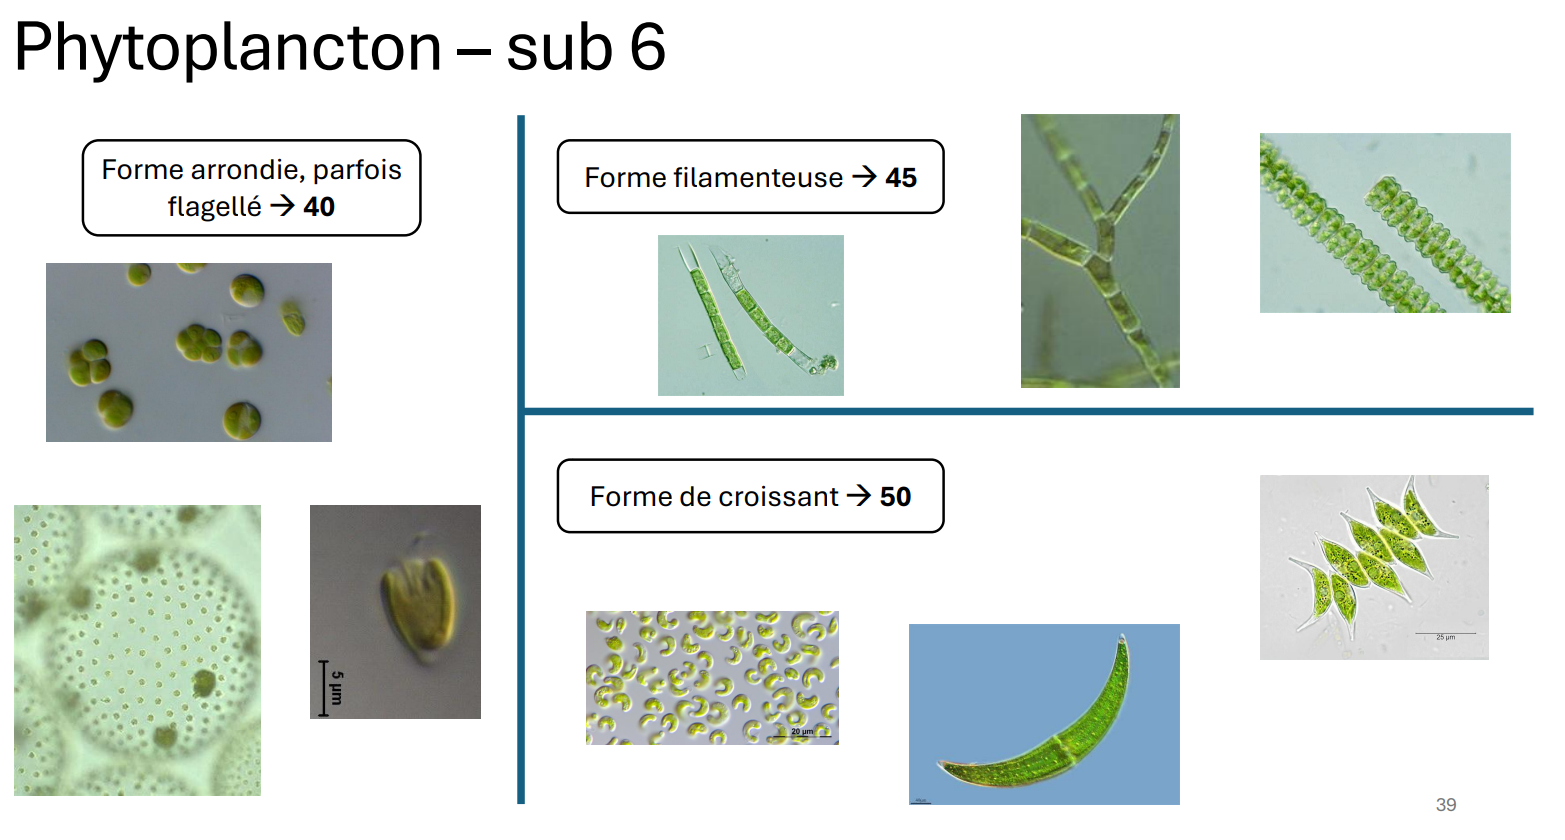 Phytoplancton – sub 6
Forme arrondie, parfois
flagellé → 40
Forme filamenteuse → 45
Forme de croissant → 50
5 µm
20 µm
25 µm
39